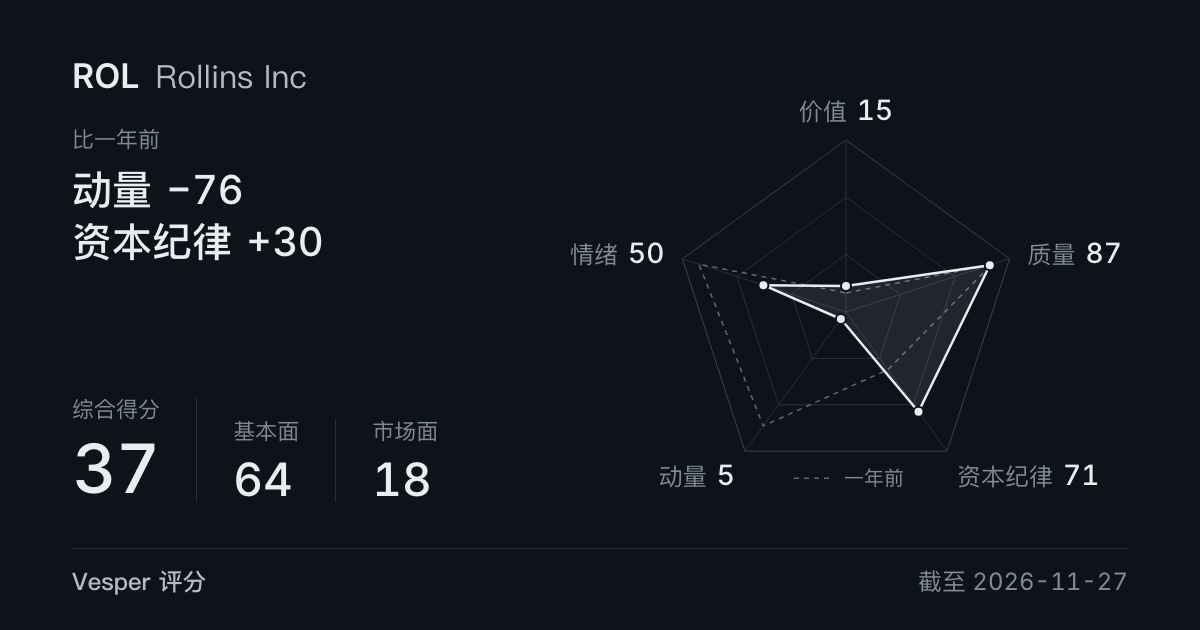 ROL Rollins Inc
比一年前
动量 −76
资本纪律 +30
综合得分
37
基本面
64
市场面
18
价值 15
情绪 50
质量 87
动量 5
一年前
资本纪律 71
Vesper 评分
截至 2026-11-27